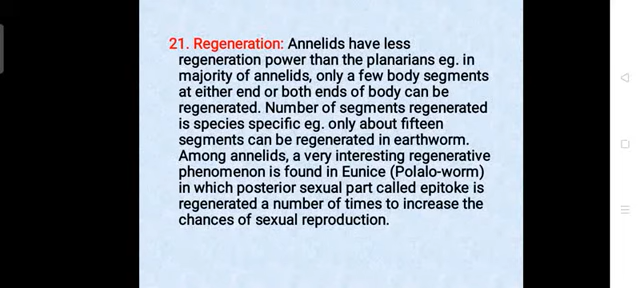 21. Regeneration: Annelids have less
regeneration power than the planarians eg. in
majority of annelids, only a few body segments
at either end or both ends of body can be
regenerated. Number of segments regenerated
is species specific eg. only about fifteen
segments can be regenerated in earthworm.
Among annelids, a very interesting regenerative
phenomenon is found in Eunice (Polalo-worm)
in which posterior sexual part called epitoke is
regenerated a number of times to increase the
chances of sexual reproduction.